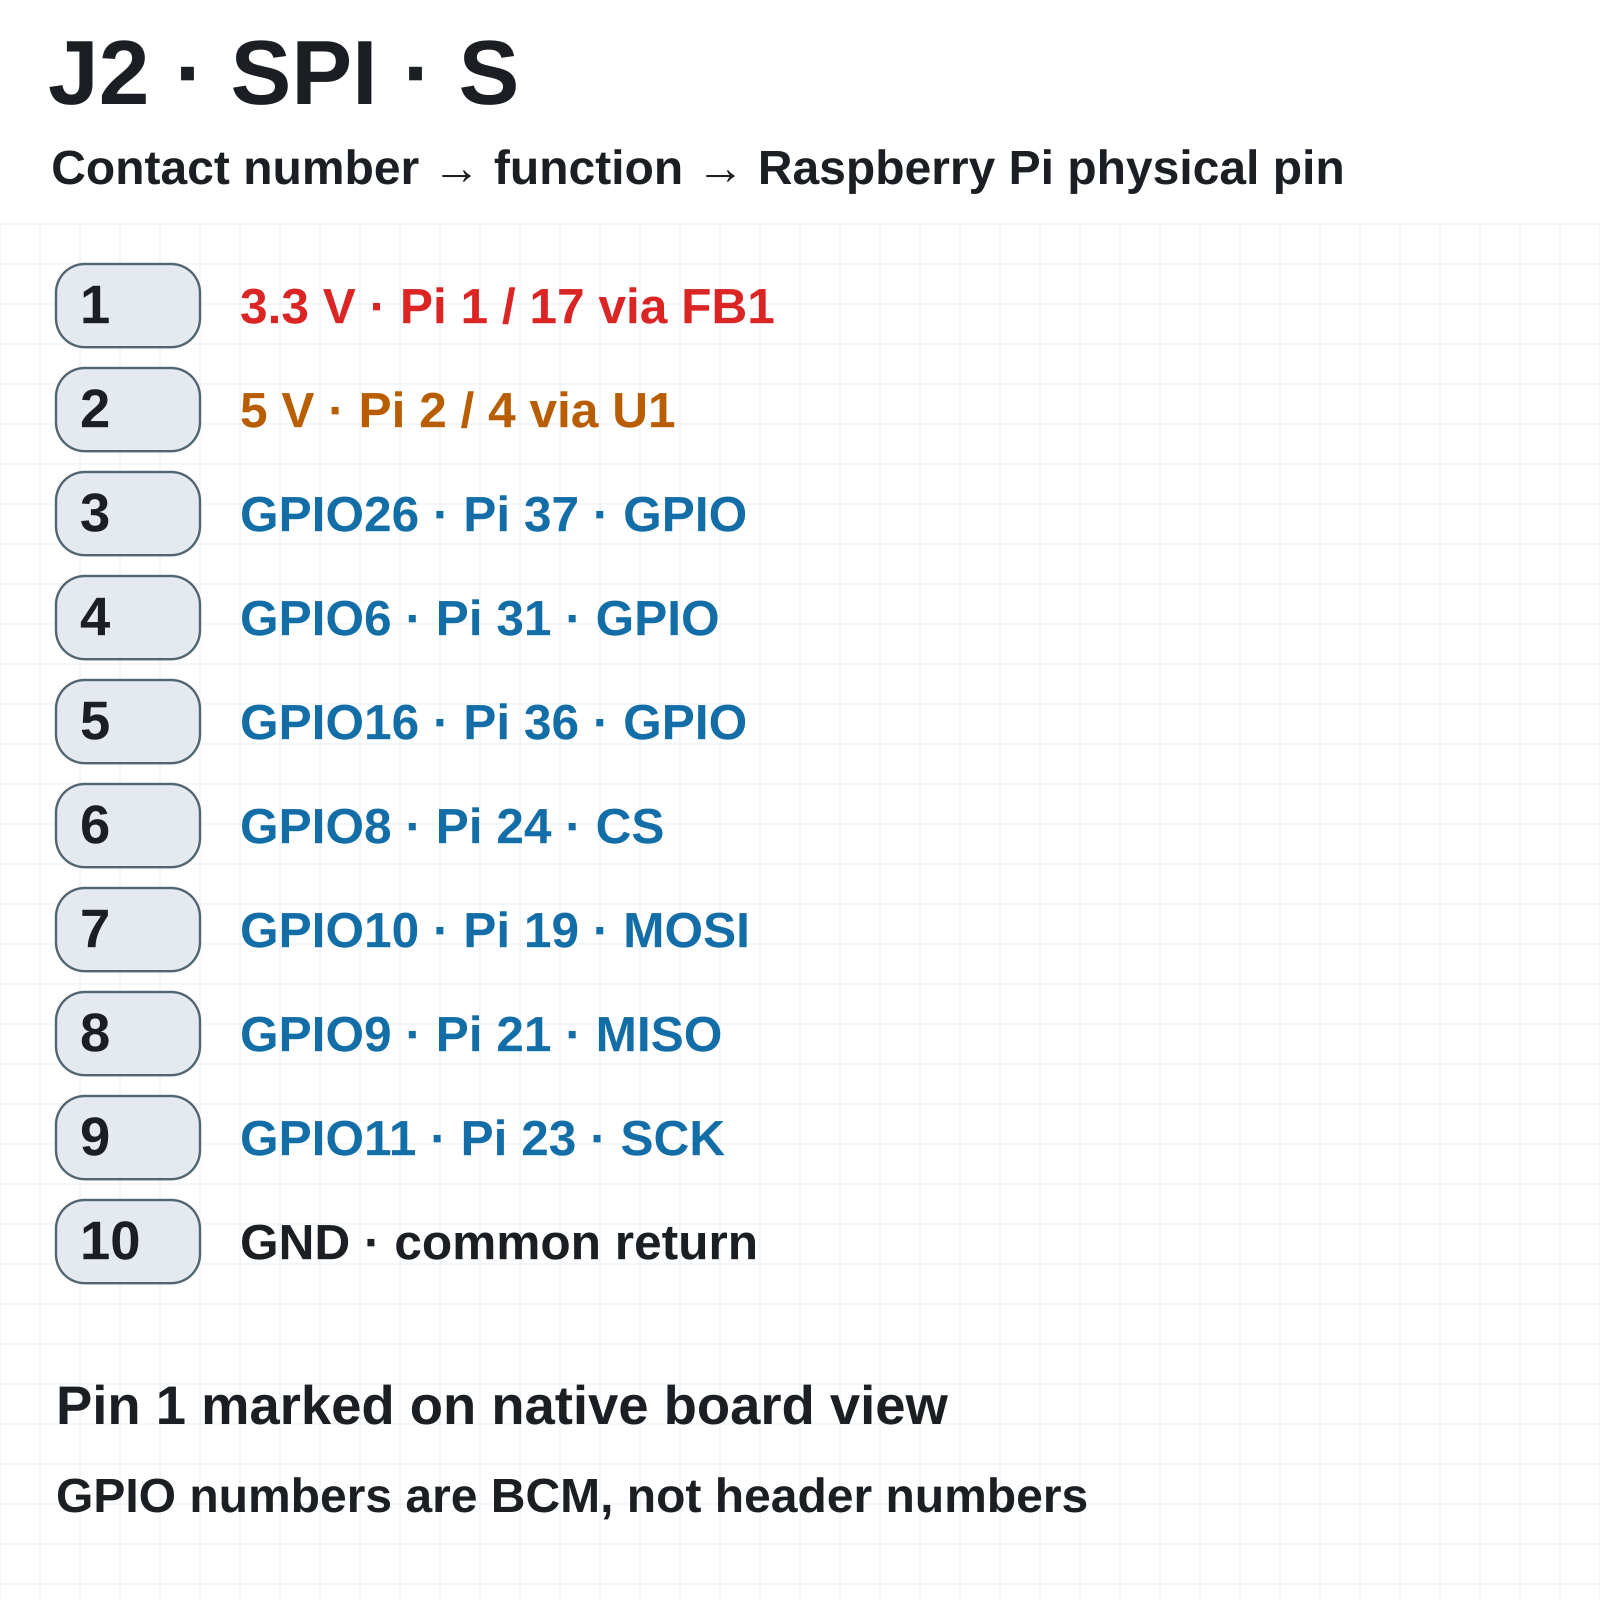 J2 · SPI · S
Contact number → function → Raspberry Pi physical pin
1 3.3 V · Pi 1 / 17 via FB1
2 5 V · Pi 2 / 4 via U1
3 GPIO26 · Pi 37 · GPIO
4 GPIO6 · Pi 31 · GPIO
5 GPIO16 · Pi 36 · GPIO
6 GPIO8 · Pi 24 · CS
7 GPIO10 · Pi 19 · MOSI
8 GPIO9 · Pi 21 · MISO
9 GPIO11 · Pi 23 · SCK
10 GND · common return
Pin 1 marked on native board view
GPIO numbers are BCM, not header numbers